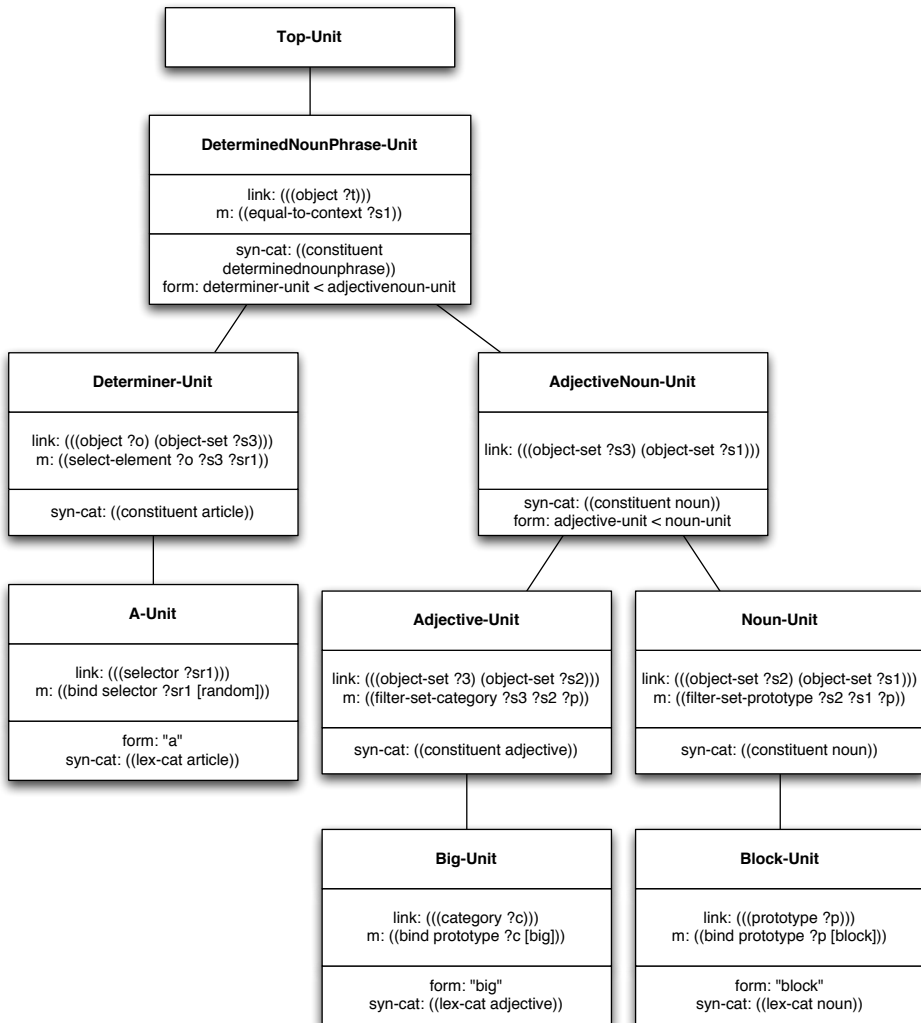 Top-Unit
DeterminedNounPhrase-Unit
link: (((object ?t)))
m: ((equal-to-context ?s1))
syn-cat: ((constituent
determinednounphrase))
form: determiner-unit < adjectivenoun-unit
Determiner-Unit
link: (((object ?o) (object-set ?s3)))
m: ((select-element ?o ?s3 ?sr1))
syn-cat: ((constituent article))
AdjectiveNoun-Unit
link: (((object-set ?s3) (object-set ?s1)))
syn-cat: ((constituent noun))
form: adjective-unit < noun-unit
A-Unit
link: (((selector ?sr1)))
m: ((bind selector ?sr1 [random]))
form: "a"
syn-cat: ((lex-cat article))
Adjective-Unit
link: (((object-set ?3) (object-set ?s2)))
m: ((filter-set-category ?s3 ?s2 ?p))
syn-cat: ((constituent adjective))
Noun-Unit
link: (((object-set ?s2) (object-set ?s1)))
m: ((filter-set-prototype ?s2 ?s1 ?p))
syn-cat: ((constituent noun))
Big-Unit
link: (((category ?c)))
m: ((bind prototype ?c [big]))
form: "big"
syn-cat: ((lex-cat adjective))
Block-Unit
link: (((prototype ?p)))
m: ((bind prototype ?p [block]))
form: "block"
syn-cat: ((lex-cat noun))